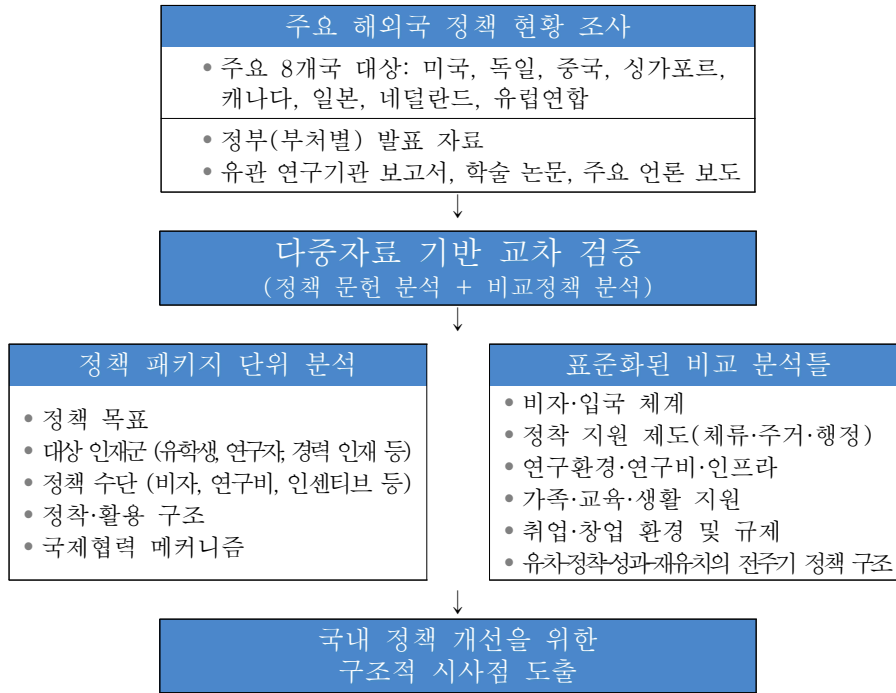 주요 해외국 정책 현황 조사
• 주요 8개국 대상: 미국, 독일, 중국, 싱가포르,
캐나다, 일본, 네덜란드, 유럽연합
• 정부(부처별) 발표 자료
• 유관 연구기관 보고서, 학술 논문, 주요 언론 보도
다중자료 기반 교차 검증
(정책 문헌 분석 + 비교정책 분석)
정책 패키지 단위 분석
• 정책 목표
• 대상 인재군 (유학생, 연구자, 경력 인재 등)
• 정책 수단 (비자, 연구비, 인센티브 등)
• 정착·활용 구조
• 국제협력 메커니즘
표준화된 비교 분석틀
• 비자·입국 체계
• 정착 지원 제도(체류·주거·행정)
• 연구환경·연구비·인프라
• 가족·교육·생활 지원
• 취업·창업 환경 및 규제
• 유치-정착-성과-재유치의 전주기 정책 구조
국내 정책 개선을 위한
구조적 시사점 도출